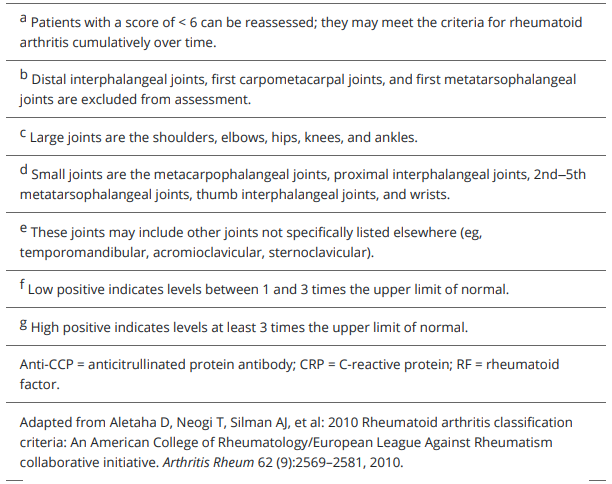 a Patients with a score of < 6 can be reassessed; they may meet the criteria for rheumatoid
arthritis cumulatively over time.
b Distal interphalangeal joints, first carpometacarpal joints, and first metatarsophalangeal
joints are excluded from assessment.
c Large joints are the shoulders, elbows, hips, knees, and ankles.
d Small joints are the metacarpophalangeal joints, proximal interphalangeal joints, 2nd–5th
metatarsophalangeal joints, thumb interphalangeal joints, and wrists.
e These joints may include other joints not specifically listed elsewhere (eg,
temporomandibular, acromioclavicular, sternoclavicular).
f Low positive indicates levels between 1 and 3 times the upper limit of normal.
g High positive indicates levels at least 3 times the upper limit of normal.
Anti-CCP = anticitrullinated protein antibody; CRP = C-reactive protein; RF = rheumatoid
factor.
Adapted from Aletaha D, Neogi T, Silman AJ, et al: 2010 Rheumatoid arthritis classification
criteria: An American College of Rheumatology/European League Against Rheumatism
collaborative initiative. Arthritis Rheum 62 (9):2569–2581, 2010.